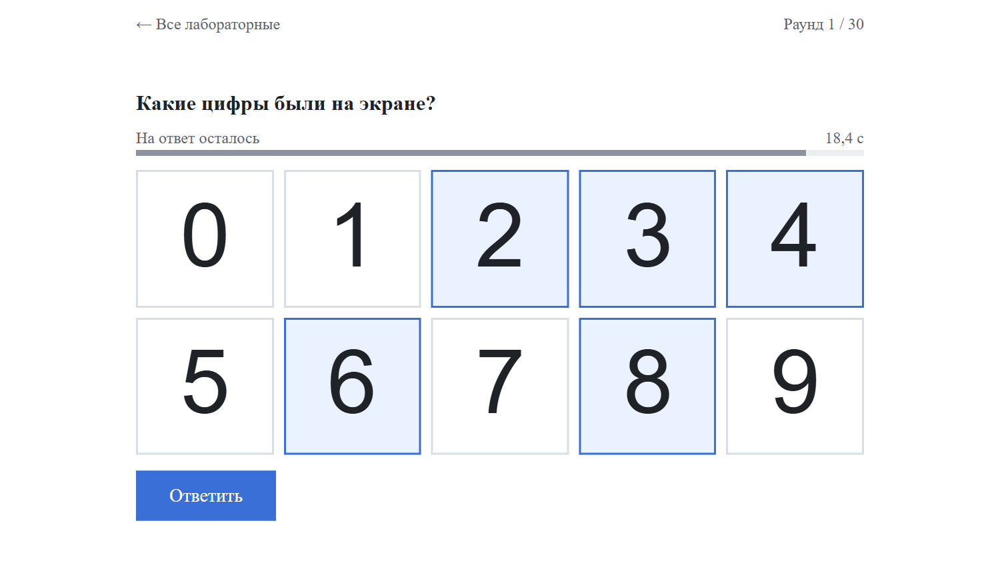 ← Все лабораторные
Раунд 1 / 30
Какие цифры были на экране?
На ответ осталось
18,4 с
0 1 2 3 4
5 6 7 8 9
Ответить